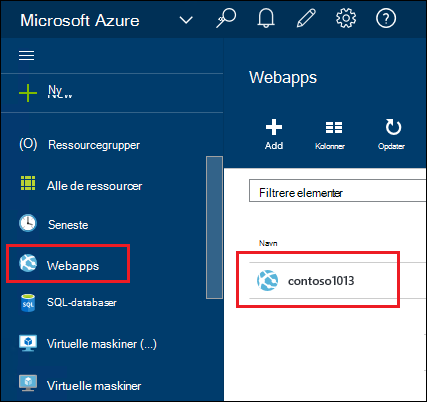 Microsoft Azure
Ny
New
Ressourcegrupper
Alle de ressourcer
Seneste
Webapps
SQL-databaser
Virtuelle maskiner (...)
Virtuelle maskiner
Webapps
Add
Kolonner
Opdater
Filtrere elementer
Navn
contoso1013